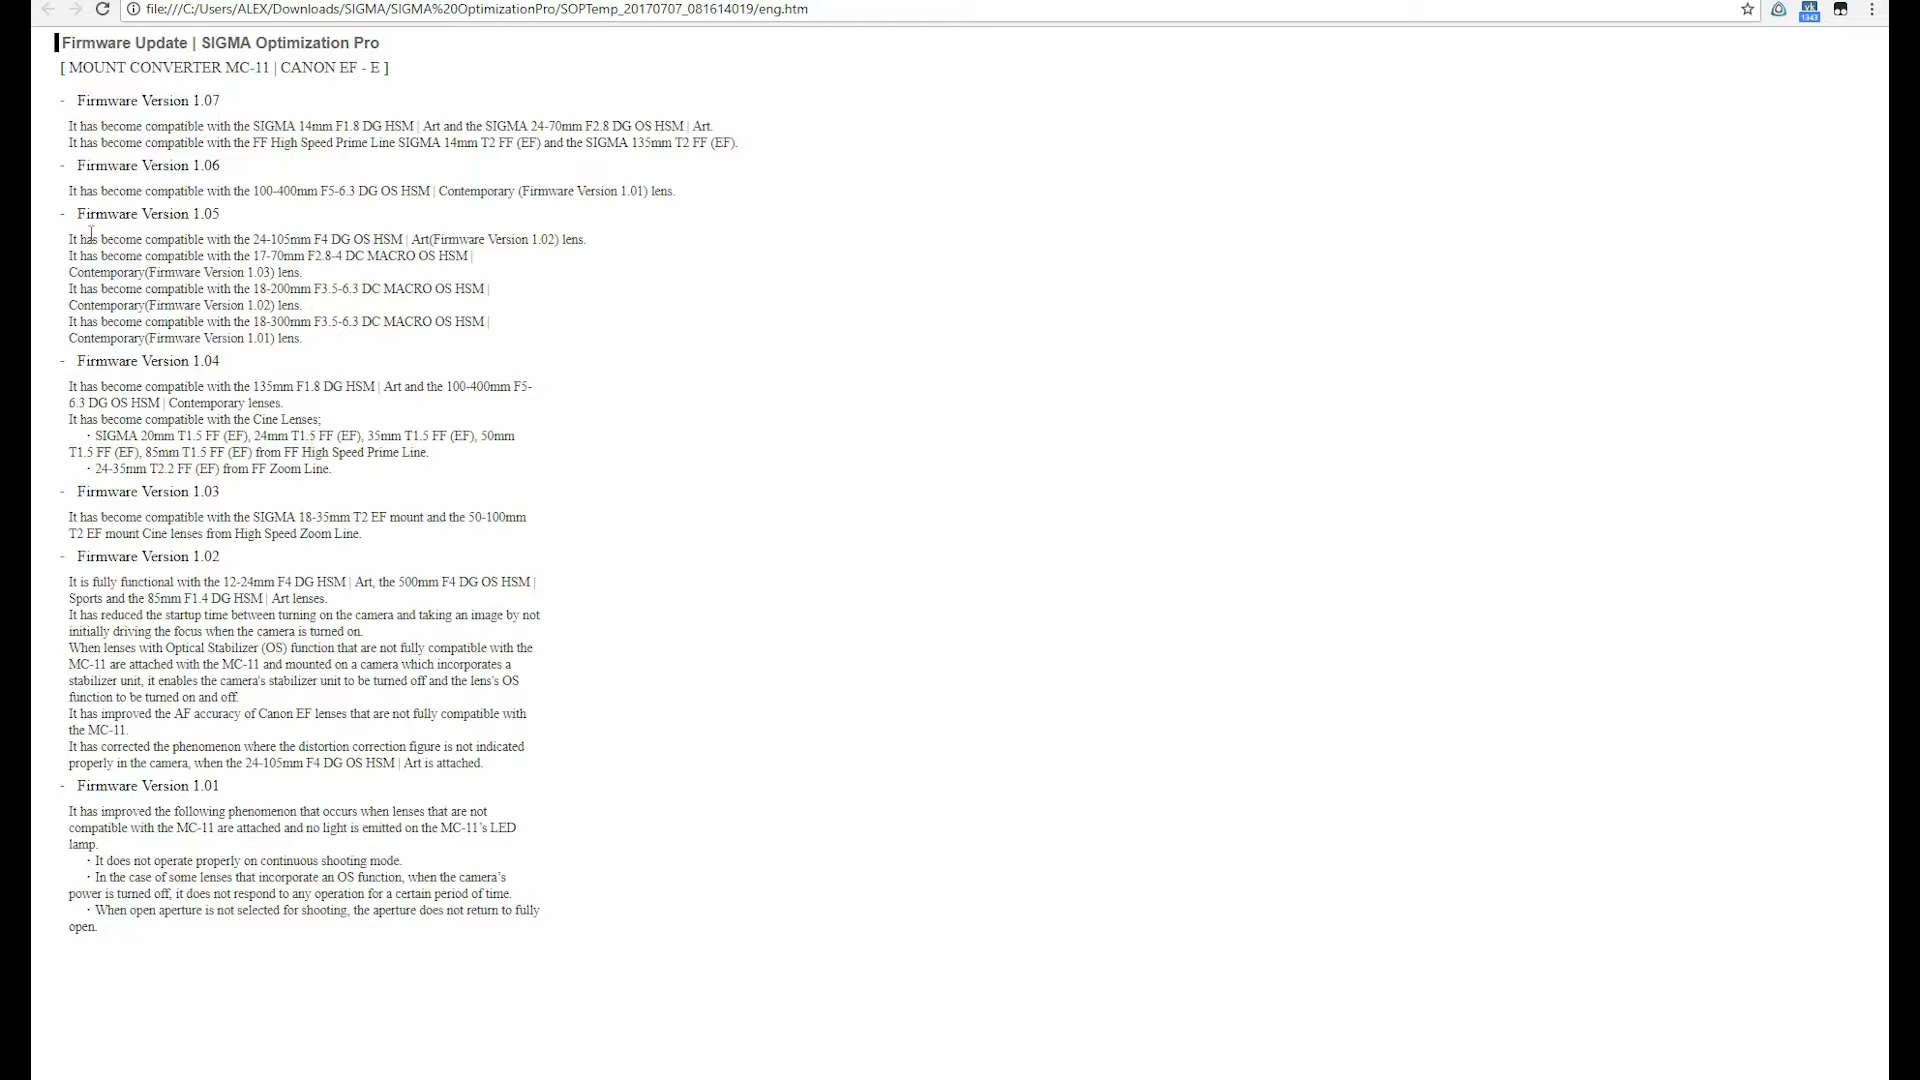 file:///C:/Users/ALEX/Downloads/SIGMA/SIGMA%20OptimizationPro/SOPTemp_20170707_081614019/eng.htm
vk
1343
Firmware Update | SIGMA Optimization Pro
[ MOUNT CONVERTER MC-11 | CANON EF - E ]
- Firmware Version 1.07
It has become compatible with the SIGMA 14mm F1.8 DG HSM | Art and the SIGMA 24-70mm F2.8 DG OS HSM | Art.
It has become compatible with the FF High Speed Prime Line SIGMA 14mm T2 FF (EF) and the SIGMA 135mm T2 FF (EF).
- Firmware Version 1.06
It has become compatible with the 100-400mm F5-6.3 DG OS HSM | Contemporary (Firmware Version 1.01) lens.
- Firmware Version 1.05
It has become compatible with the 24-105mm F4 DG OS HSM | Art(Firmware Version 1.02) lens.
It has become compatible with the 17-70mm F2.8-4 DC MACRO OS HSM |
Contemporary(Firmware Version 1.03) lens.
It has become compatible with the 18-200mm F3.5-6.3 DC MACRO OS HSM |
Contemporary(Firmware Version 1.02) lens.
It has become compatible with the 18-300mm F3.5-6.3 DC MACRO OS HSM |
Contemporary(Firmware Version 1.01) lens.
- Firmware Version 1.04
It has become compatible with the 135mm F1.8 DG HSM | Art and the 100-400mm F5-
6.3 DG OS HSM | Contemporary lenses.
It has become compatible with the Cine Lenses;
・SIGMA 20mm T1.5 FF (EF), 24mm T1.5 FF (EF), 35mm T1.5 FF (EF), 50mm
T1.5 FF (EF), 85mm T1.5 FF (EF) from FF High Speed Prime Line.
・24-35mm T2.2 FF (EF) from FF Zoom Line.
- Firmware Version 1.03
It has become compatible with the SIGMA 18-35mm T2 EF mount and the 50-100mm
T2 EF mount Cine lenses from High Speed Zoom Line.
- Firmware Version 1.02
It is fully functional with the 12-24mm F4 DG HSM | Art, the 500mm F4 DG OS HSM |
Sports and the 85mm F1.4 DG HSM | Art lenses.
It has reduced the startup time between turning on the camera and taking an image by not
initially driving the focus when the camera is turned on.
When lenses with Optical Stabilizer (OS) function that are not fully compatible with the
MC-11 are attached with the MC-11 and mounted on a camera which incorporates a
stabilizer unit, it enables the camera's stabilizer unit to be turned off and the lens's OS
function to be turned on and off.
It has improved the AF accuracy of Canon EF lenses that are not fully compatible with
the MC-11.
It has corrected the phenomenon where the distortion correction figure is not indicated
properly in the camera, when the 24-105mm F4 DG OS HSM | Art is attached.
- Firmware Version 1.01
It has improved the following phenomenon that occurs when lenses that are not
compatible with the MC-11 are attached and no light is emitted on the MC-11’s LED
lamp.
・It does not operate properly on continuous shooting mode.
・In the case of some lenses that incorporate an OS function, when the camera’s
power is turned off, it does not respond to any operation for a certain period of time.
・When open aperture is not selected for shooting, the aperture does not return to fully
open.